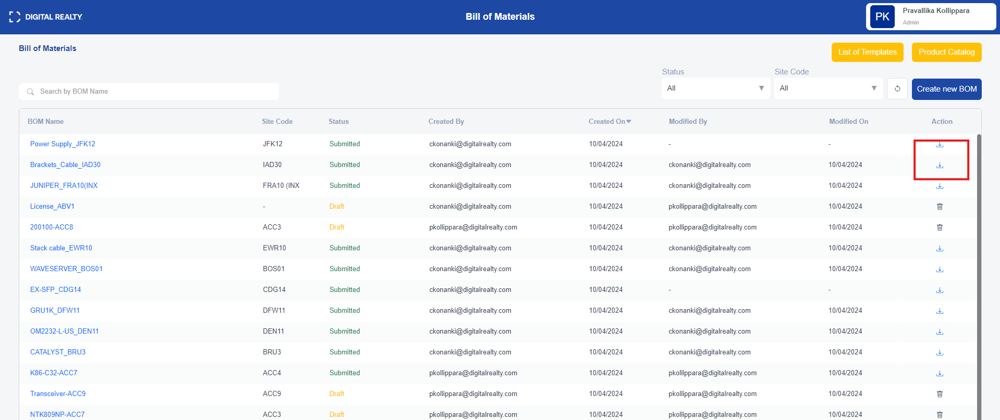 DIGITAL REALTY
Bill of Materials
PK
Pravallika Kollippara
Admin
Bill of Materials
List of Templates
Product Catalog
Status
Site Code
Search by BOM Name
All
All
Create new BOM
BOM Name Site Code Status Created By Created On Modified By Modified On Action
Power Supply_JFK12 JFK12 Submitted ckonanki@digitalrealty.com 10/04/2024 - -
Brackets_Cable_IAD30 IAD30 Submitted ckonanki@digitalrealty.com 10/04/2024 ckonanki@digitalrealty.com 10/04/2024
JUNIPER_FRA10(INX FRA10 (INX Submitted ckonanki@digitalrealty.com 10/04/2024 ckonanki@digitalrealty.com 10/04/2024
License_ABV1 - Draft ckonanki@digitalrealty.com 10/04/2024 pkollippara@digitalrealty.com 10/04/2024
200100-ACC8 ACC3 Draft pkollippara@digitalrealty.com 10/04/2024 pkollippara@digitalrealty.com 10/04/2024
Stack cable_EWR10 EWR10 Submitted ckonanki@digitalrealty.com 10/04/2024 ckonanki@digitalrealty.com 10/04/2024
WAVESERVER_BOS01 BOS01 Submitted ckonanki@digitalrealty.com 10/04/2024 ckonanki@digitalrealty.com 10/04/2024
EX-SFP_CDG14 CDG14 Submitted ckonanki@digitalrealty.com 10/04/2024 - -
GRU1K_DFW11 DFW11 Submitted ckonanki@digitalrealty.com 10/04/2024 ckonanki@digitalrealty.com 10/04/2024
OM2232-L-US_DEN11 DEN11 Submitted ckonanki@digitalrealty.com 10/04/2024 ckonanki@digitalrealty.com 10/04/2024
CATALYST_BRU3 BRU3 Submitted ckonanki@digitalrealty.com 10/04/2024 ckonanki@digitalrealty.com 10/04/2024
K86-C32-ACC7 ACC4 Submitted pkollippara@digitalrealty.com 10/04/2024 pkollippara@digitalrealty.com 10/04/2024
Transceiver-ACC9 ACC9 Draft pkollippara@digitalrealty.com 10/04/2024 pkollippara@digitalrealty.com 10/04/2024
NTK809NP-ACC7 ACC3 Draft pkollippara@digitalrealty.com 10/04/2024 pkollippara@digitalrealty.com 10/04/2024